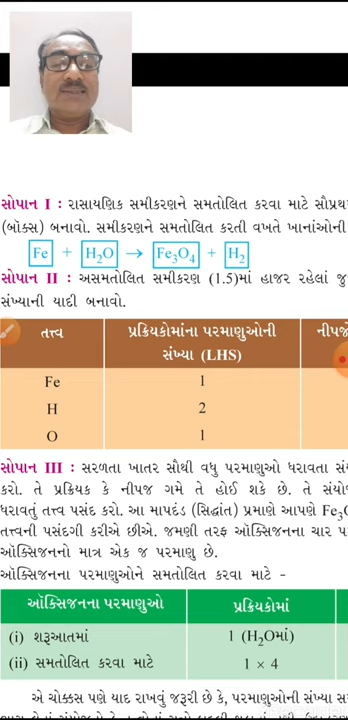 સોપાન I : રાસાયણિક સમીકરણને સમતોલિત કરવા માટે સૌપ્રથ
(બૉક્સ) બનાવો. સમીકરણને સમતોલિત કરતી વખતે ખાનાંઓની
Fe + H₂O → Fe₃O₄ + H₂
સોપાન II : અસમતોલિત સમીકરણ (1.5)માં હાજર રહેલાં જુ
સંખ્યાની યાદી બનાવો.
તત્ત્વ પ્રક્રિયકોમાંના પરમાણુઓની સંખ્યા (LHS) નીપજો
Fe 1
H 2
O 1
સોપાન III : સરળતા ખાતર સૌથી વધુ પરમાણુઓ ધરાવતા સં
કરો. તે પ્રક્રિયક કે નીપજ ગમે તે હોઈ શકે છે. તે સંયો
ધરાવતું તત્ત્વ પસંદ કરો. આ માપદંડ (સિદ્ધાંત) પ્રમાણે આપણે Fe₃O
તત્ત્વની પસંદગી કરીએ છીએ. જમણી તરફ ઑક્સિજનના ચાર પ
ઑક્સિજનનો માત્ર એક જ પરમાણુ છે.
ઑક્સિજનના પરમાણુઓને સમતોલિત કરવા માટે -
ઑક્સિજનના પરમાણુઓ પ્રક્રિયકોમાં
(i) શરૂઆતમાં 1 (H₂Oમાં)
(ii) સમતોલિત કરવા માટે 1 × 4
એ ચોક્કસ પણે યાદ રાખવું જરૂરી છે કે, પરમાણુઓની સંખ્યા સ